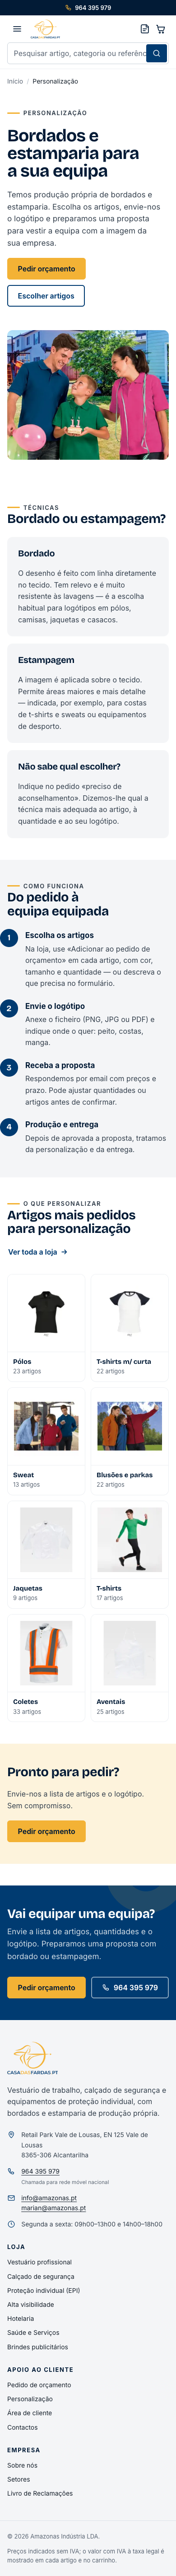 964 395 979
CASADASFARDAS.PT
Pesquisar artigo, categoria ou referênc
Início / Personalização
PERSONALIZAÇÃO
Bordados e
estamparia para
a sua equipa
Temos produção própria de bordados e
estamparia. Escolha os artigos, envie-nos
o logótipo e preparamos uma proposta
para vestir a equipa com a imagem da
sua empresa.
Pedir orçamento
Escolher artigos
TÉCNICAS
Bordado ou estampagem?
Bordado
O desenho é feito com linha diretamente
no tecido. Tem relevo e é muito
resistente às lavagens — é a escolha
habitual para logótipos em pólos,
camisas, jaquetas e casacos.
Estampagem
A imagem é aplicada sobre o tecido.
Permite áreas maiores e mais detalhe
— indicada, por exemplo, para costas
de t-shirts e sweats ou equipamentos
de desporto.
Não sabe qual escolher?
Indique no pedido «preciso de
aconselhamento». Dizemos-lhe qual a
técnica mais adequada ao artigo, à
quantidade e ao seu logótipo.
COMO FUNCIONA
Do pedido à
equipa equipada
1
Escolha os artigos
Na loja, use «Adicionar ao pedido de
orçamento» em cada artigo, com cor,
tamanho e quantidade — ou descreva o
que precisa no formulário.
2
Envie o logótipo
Anexe o ficheiro (PNG, JPG ou PDF) e
indique onde o quer: peito, costas,
manga.
3
Receba a proposta
Respondemos por email com preços e
prazo. Pode ajustar quantidades ou
artigos antes de confirmar.
4
Produção e entrega
Depois de aprovada a proposta, tratamos
da personalização e da entrega.
O QUE PERSONALIZAR
Artigos mais pedidos
para personalização
Ver toda a loja →
Pólos
23 artigos
T-shirts m/ curta
22 artigos
Sweat
13 artigos
Blusões e parkas
22 artigos
Jaquetas
9 artigos
T-shirts
17 artigos
Coletes
33 artigos
Aventais
25 artigos
Pronto para pedir?
Envie-nos a lista de artigos e o logótipo.
Sem compromisso.
Pedir orçamento
Vai equipar uma equipa?
Envie a lista de artigos, quantidades e o
logótipo. Preparamos uma proposta com
bordado ou estampagem.
Pedir orçamento
964 395 979
CASADASFARDAS.PT
Vestuário de trabalho, calçado de segurança e
equipamentos de proteção individual, com
bordados e estamparia de produção própria.
Retail Park Vale de Lousas, EN 125 Vale de
Lousas
8365-306 Alcantarilha
964 395 979
Chamada para rede móvel nacional
info@amazonas.pt
marian@amazonas.pt
Segunda a sexta: 09h00–13h00 e 14h00–18h00
LOJA
Vestuário profissional
Calçado de segurança
Proteção individual (EPI)
Alta visibilidade
Hotelaria
Saúde e Serviços
Brindes publicitários
APOIO AO CLIENTE
Pedido de orçamento
Personalização
Área de cliente
Contactos
EMPRESA
Sobre nós
Setores
Livro de Reclamações
© 2026 Amazonas Indústria LDA.
Preços indicados sem IVA; o valor com IVA à taxa legal é
mostrado em cada artigo e no carrinho.